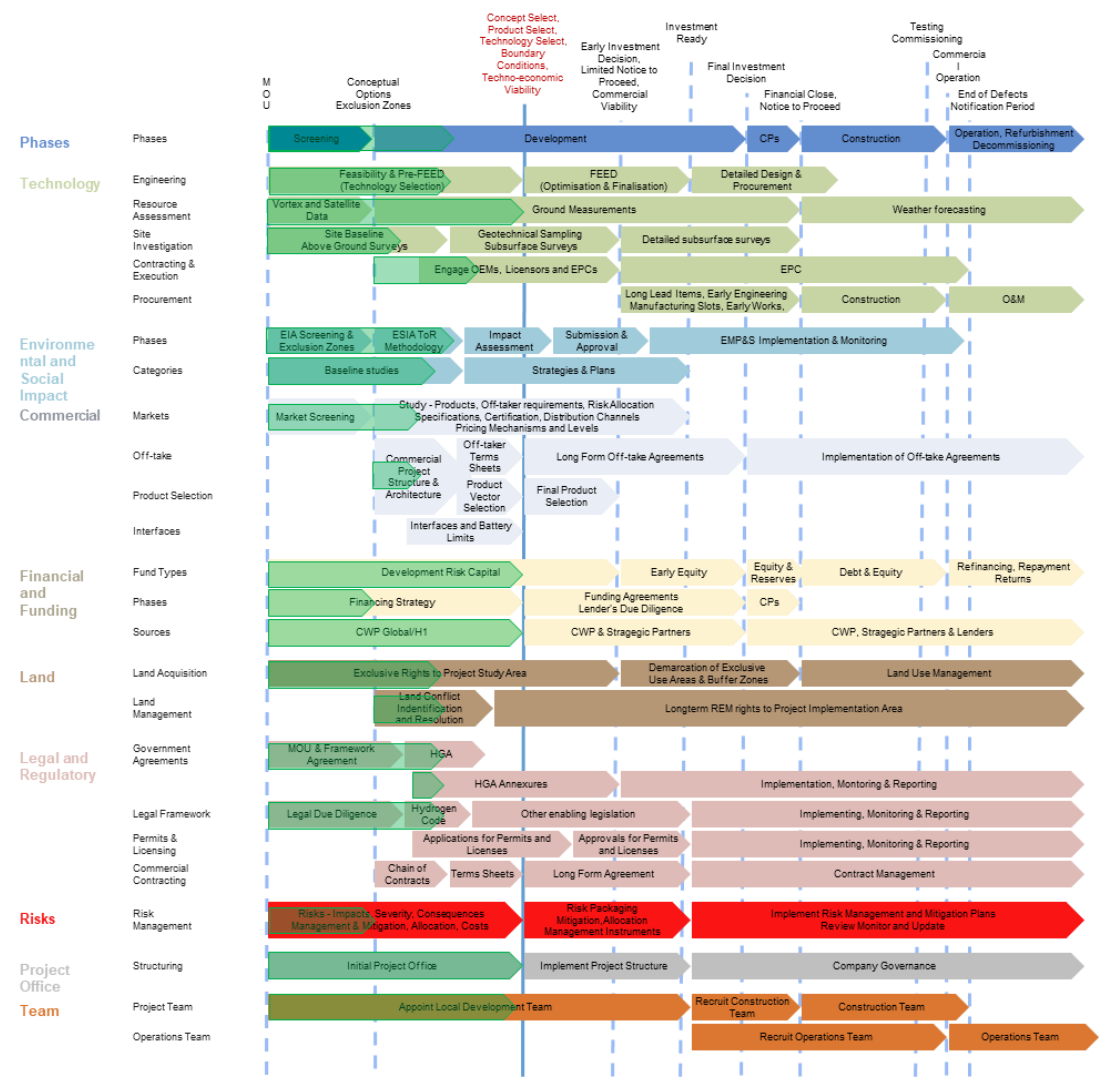 Concept Select,
Product Select,
Technology Select,
Boundary
Conditions,
Techno-economic
Viability
Investment
Ready
Testing
Commissioning
Early Investment
Decision,
Limited Notice to
Proceed,
Commercial
Viability
Commercia
l
Operation
M
O
U
Conceptual
Options
Exclusion Zones
Final Investment
Decision
Financial Close,
Notice to Proceed
End of Defects
Notification Period
Phases
Phases
Screening
Development
CPs
Construction
Operation, Refurbishment
Decommissioning
Technology
Engineering
Feasibility & Pre-FEED
(Technology Selection)
FEED
(Optimisation & Finalisation)
Detailed Design &
Procurement
Resource
Assessment
Vortex and Satellite
Data
Ground Measurements
Weather forecasting
Site
Investigation
Site Baseline
Above Ground Surveys
Geotechnical Sampling
Subsurface Surveys
Detailed subsurface surveys
Contracting &
Execution
Engage OEMs, Licensors and EPCs
EPC
Procurement
Long Lead Items, Early Engineering
Manufacturing Slots, Early Works,
Construction
O&M
Environme
ntal and
Social
Impact
Phases
EIA Screening &
Exclusion Zones
ESIA ToR
Methodology
Impact
Assessment
Submission &
Approval
EMP&S Implementation & Monitoring
Categories
Baseline studies
Strategies & Plans
Commercial
Markets
Market Screening
Study - Products, Off-taker requirements, Risk Allocation
Specifications, Certification, Distribution Channels
Pricing Mechanisms and Levels
Off-take
Commercial
Project
Structure &
Architecture
Off-taker
Terms
Sheets
Long Form Off-take Agreements
Implementation of Off-take Agreements
Product Selection
Product
Vector
Selection
Final Product
Selection
Interfaces
Interfaces and Battery
Limits
Financial
and
Funding
Fund Types
Development Risk Capital
Early Equity
Equity &
Reserves
Debt & Equity
Refinancing, Repayment
Returns
Phases
Financing Strategy
Funding Agreements
Lender's Due Diligence
CPs
Sources
CWP Global/H1
CWP & Stragegic Partners
CWP, Stragegic Partners & Lenders
Land
Land Acquisition
Exclusive Rights to Project Study Area
Demarcation of Exclusive
Use Areas & Buffer Zones
Land Use Management
Land
Management
Land Conflict
Indentification
and Resolution
Longterm REM rights to Project Implementation Area
Legal and
Regulatory
Government
Agreements
MOU & Framework
Agreement
HGA
HGA Annexures
Implementation, Montoring & Reporting
Legal Framework
Legal Due Diligence
Hydrogen
Code
Other enabling legislation
Implementing, Monitoring & Reporting
Permits &
Licensing
Applications for Permits and
Licenses
Approvals for Permits
and Licenses
Implementing, Monitoring & Reporting
Commercial
Contracting
Chain of
Contracts
Terms Sheets
Long Form Agreement
Contract Management
Risks
Risk
Management
Risks - Impacts, Severity, Consequences
Management & Mitigation, Allocation, Costs
Risk Packaging
Mitigation,Allocation
Management Instruments
Implement Risk Management and Mitigation Plans
Review Monitor and Update
Project
Office
Structuring
Initial Project Office
Implement Project Structure
Company Governance
Team
Project Team
Appoint Local Development Team
Recruit Construction
Team
Construction Team
Operations Team
Recruit Operations Team
Operations Team